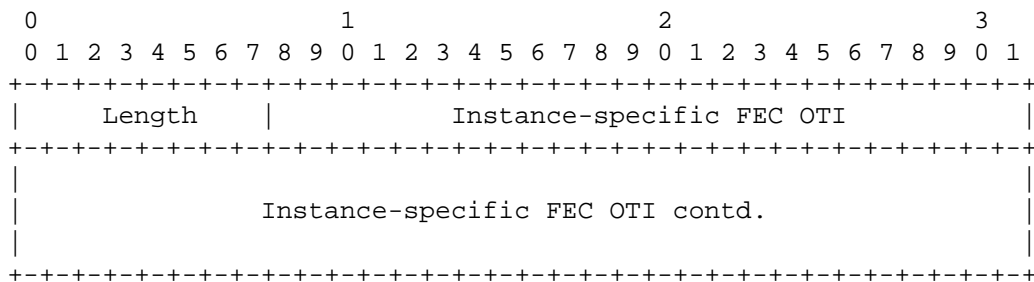 0                   1                   2                   3
 0 1 2 3 4 5 6 7 8 9 0 1 2 3 4 5 6 7 8 9 0 1 2 3 4 5 6 7 8 9 0 1
+-+-+-+-+-+-+-+-+-+-+-+-+-+-+-+-+-+-+-+-+-+-+-+-+-+-+-+-+-+-+-+-+
|     Length    |           Instance-specific FEC OTI           |
+-+-+-+-+-+-+-+-+-+-+-+-+-+-+-+-+-+-+-+-+-+-+-+-+-+-+-+-+-+-+-+-+
|                                                               |
|               Instance-specific FEC OTI contd.                |
|                                                               |
+-+-+-+-+-+-+-+-+-+-+-+-+-+-+-+-+-+-+-+-+-+-+-+-+-+-+-+-+-+-+-+-+